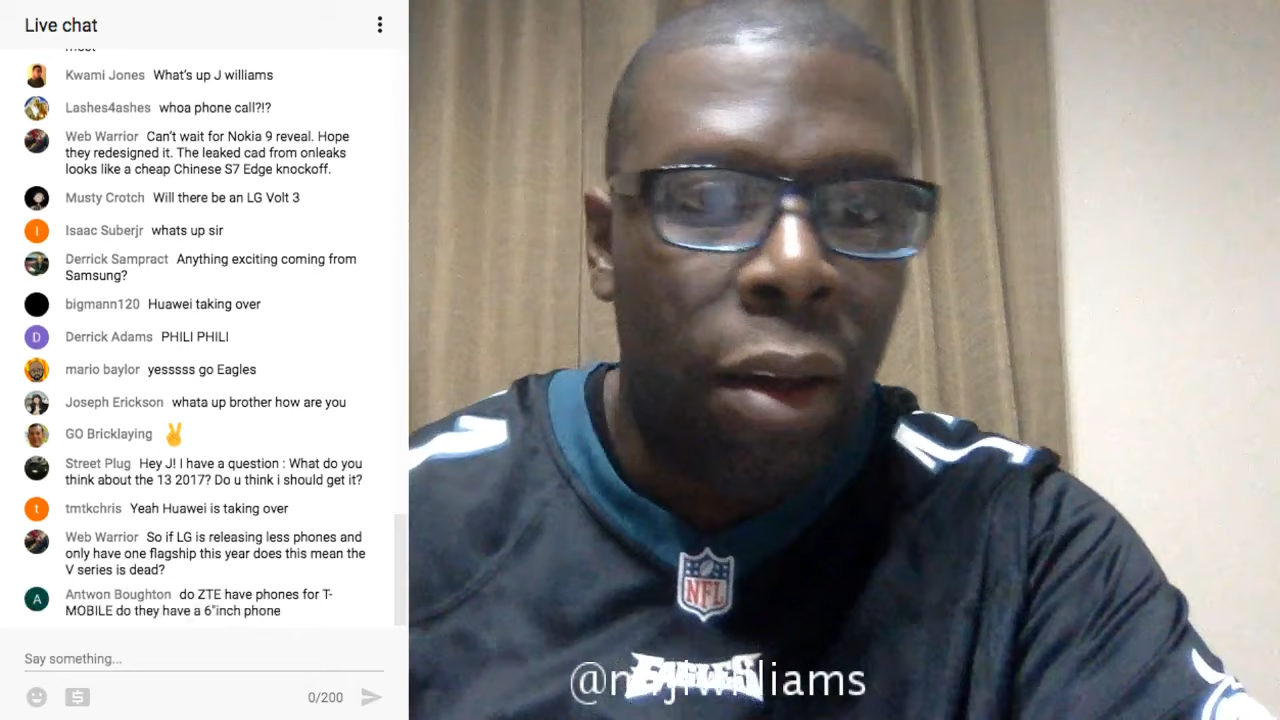 Live chat
Kwami Jones What's up J williams
Lashes4ashes whoa phone call?!?
Web Warrior Can't wait for Nokia 9 reveal. Hope
they redesigned it. The leaked cad from onleaks
looks like a cheap Chinese S7 Edge knockoff.
Musty Crotch Will there be an LG Volt 3
Isaac Suberjr whats up sir
Derrick Sampract Anything exciting coming from
Samsung?
bigmann120 Huawei taking over
D
Derrick Adams PHILI PHILI
mario baylor yesssss go Eagles
Joseph Erickson whata up brother how are you
GO Bricklaying ✌
Street Plug Hey J! I have a question : What do you
think about the 13 2017? Do u think i should get it?
t
tmtkchris Yeah Huawei is taking over
Web Warrior So if LG is releasing less phones and
only have one flagship this year does this mean the
V series is dead?
A
Antwon Boughton do ZTE have phones for T-
MOBILE do they have a 6"inch phone
Say something...
0/200
NFL
EAGLES